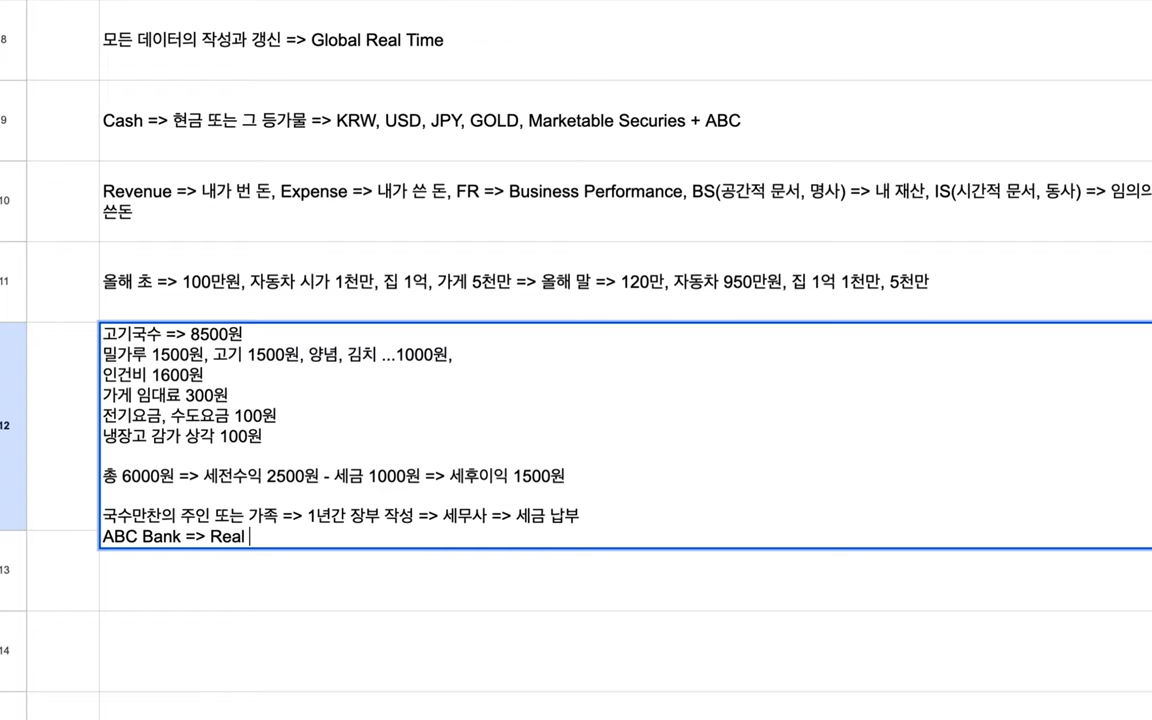 8
모든 데이터의 작성과 갱신 => Global Real Time
9
Cash => 현금 또는 그 등가물 => KRW, USD, JPY, GOLD, Marketable Securies + ABC
10
Revenue => 내가 번 돈, Expense => 내가 쓴 돈, FR => Business Performance, BS(공간적 문서, 명사) => 내 재산, IS(시간적 문서, 동사) => 임의의
쓴돈
11
올해 초 => 100만원, 자동차 시가 1천만, 집 1억, 가게 5천만 => 올해 말 => 120만, 자동차 950만원, 집 1억 1천만, 5천만
12
고기국수 => 8500원
밀가루 1500원, 고기 1500원, 양념, 김치 ...1000원,
인건비 1600원
가게 임대료 300원
전기요금, 수도요금 100원
냉장고 감가 상각 100원
총 6000원 => 세전수익 2500원 - 세금 1000원 => 세후이익 1500원
국수만찬의 주인 또는 가족 => 1년간 장부 작성 => 세무사 => 세금 납부
ABC Bank => Real
13
14